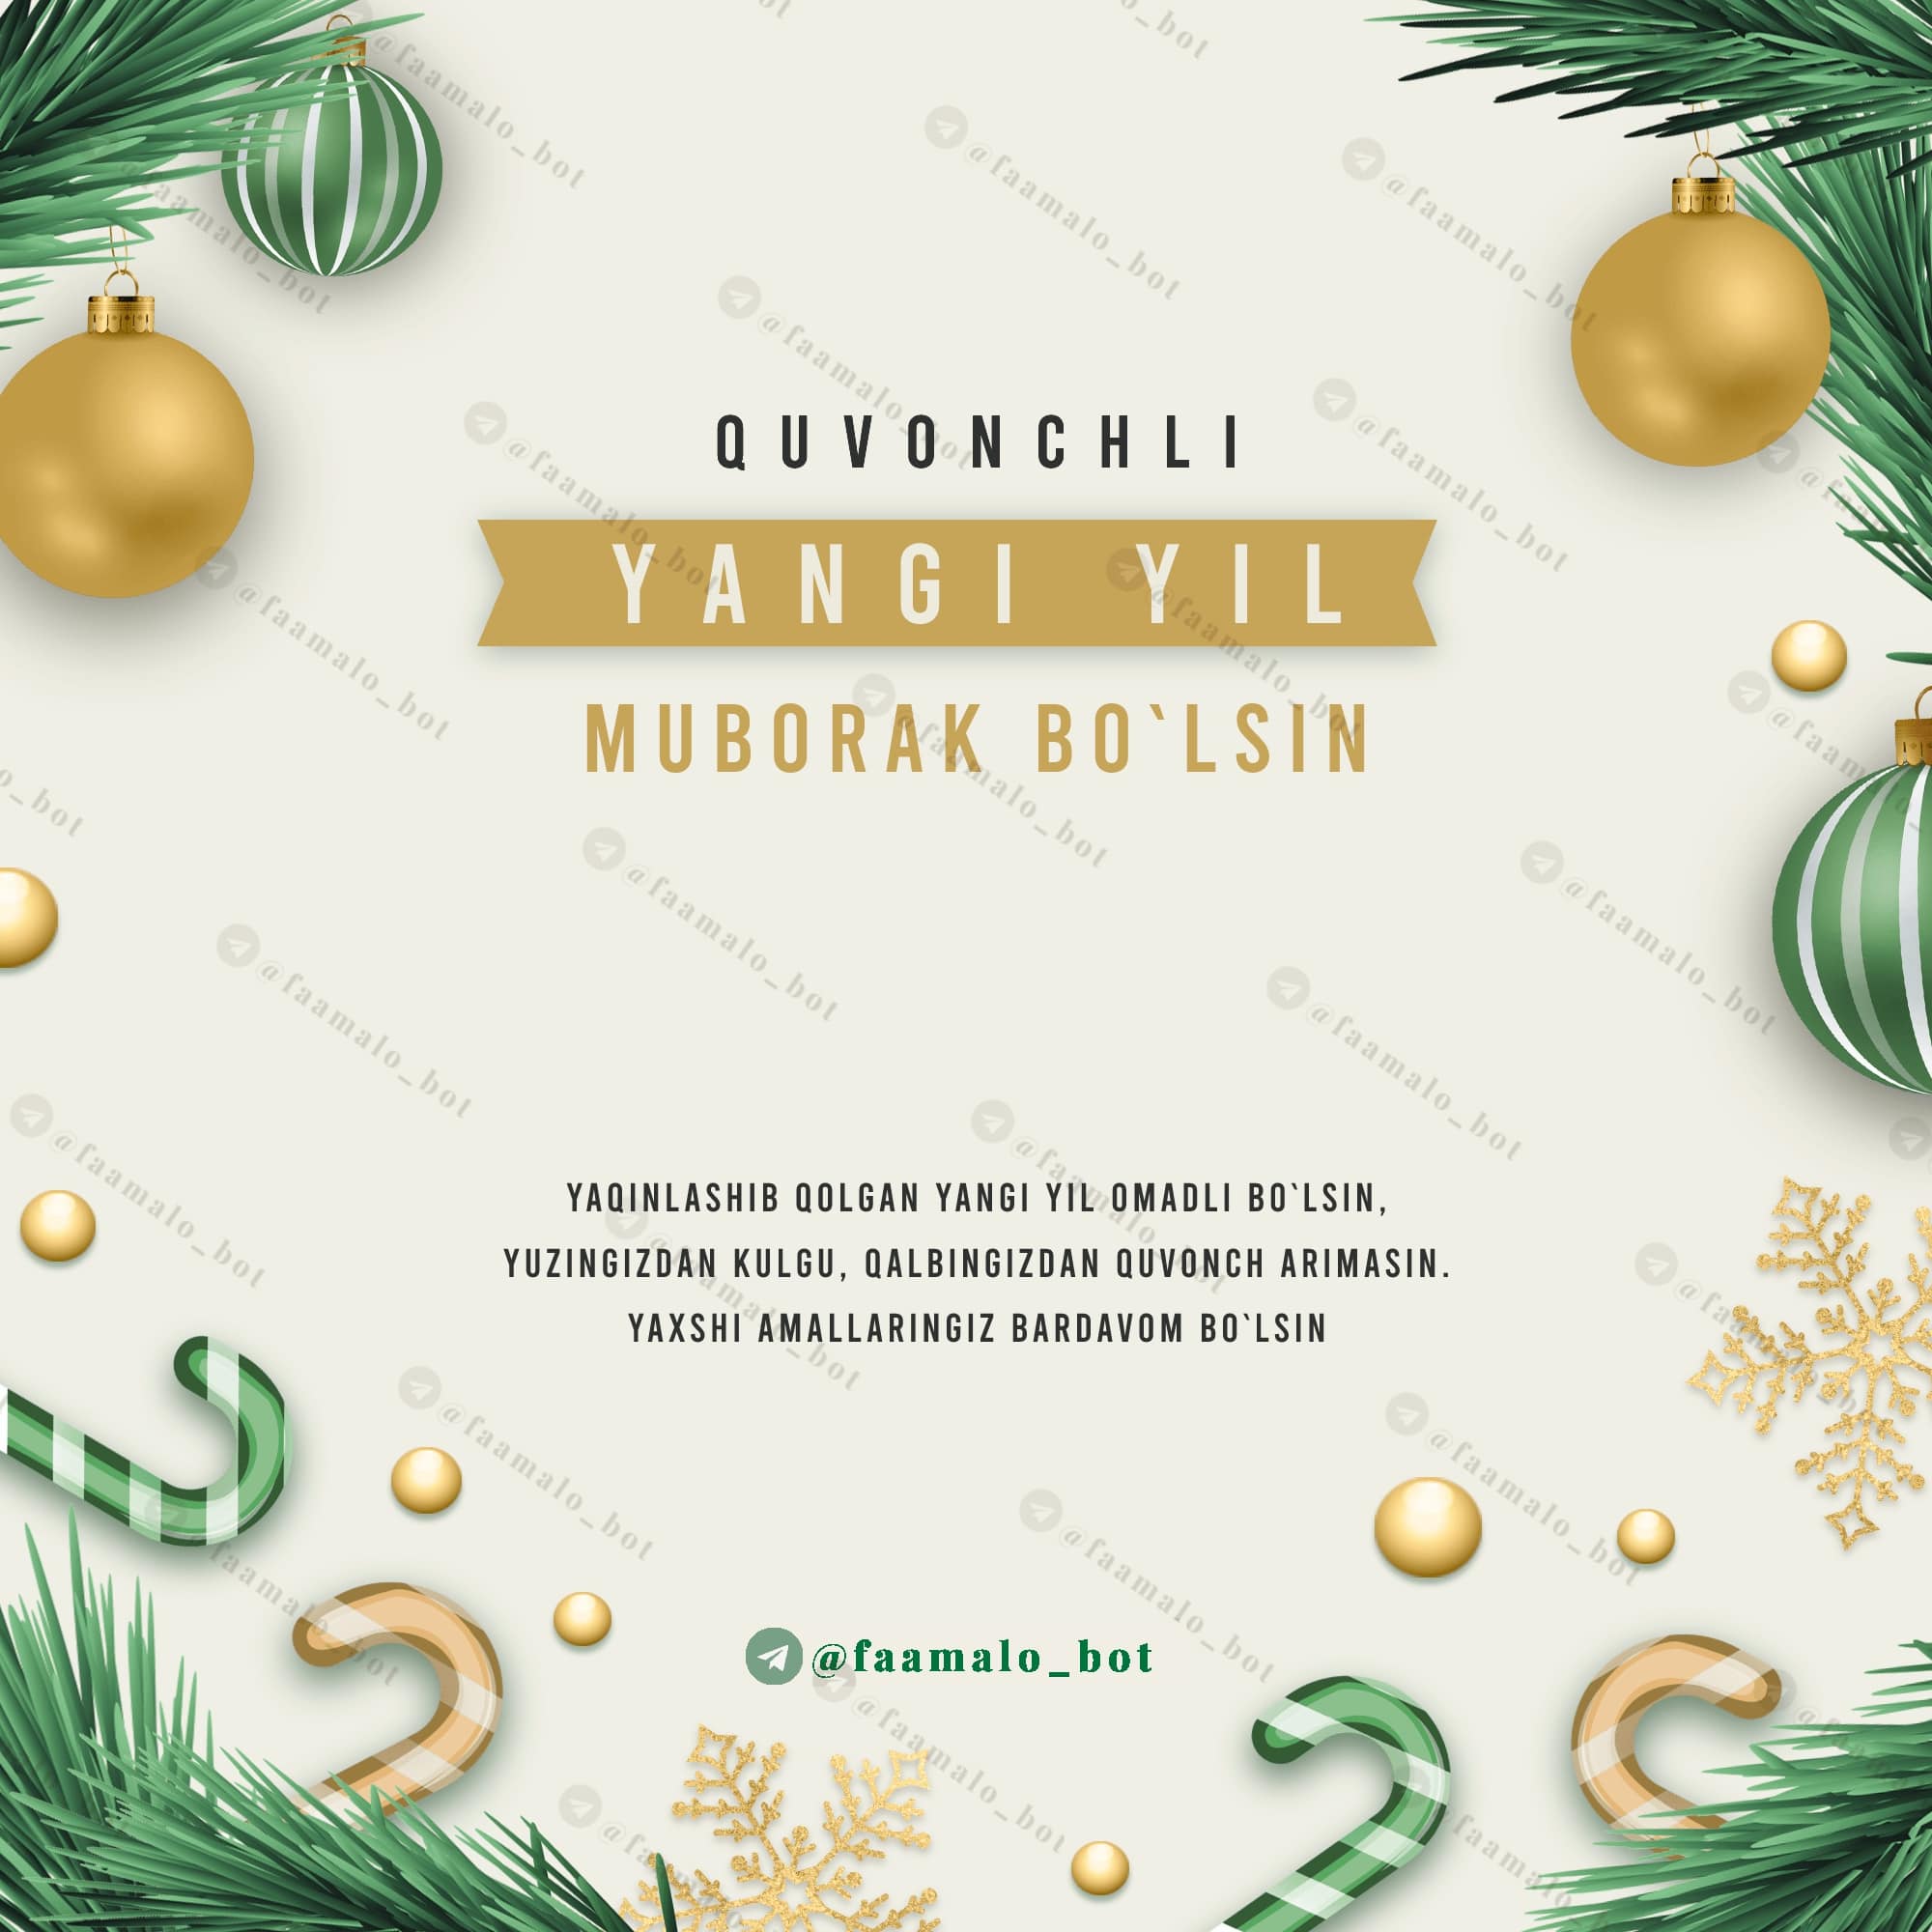 QUVONCHLI
YANGI YIL
MUBORAK BO`LSIN
YAQINLASHIB QOLGAN YANGI YIL OMADLI BO`LSIN,
YUZINGIZDAN KULGU, QALBINGIZDAN QUVONCH ARIMASIN.
YAXSHI AMALLARINGIZ BARDAVOM BO`LSIN
@faamalo_bot